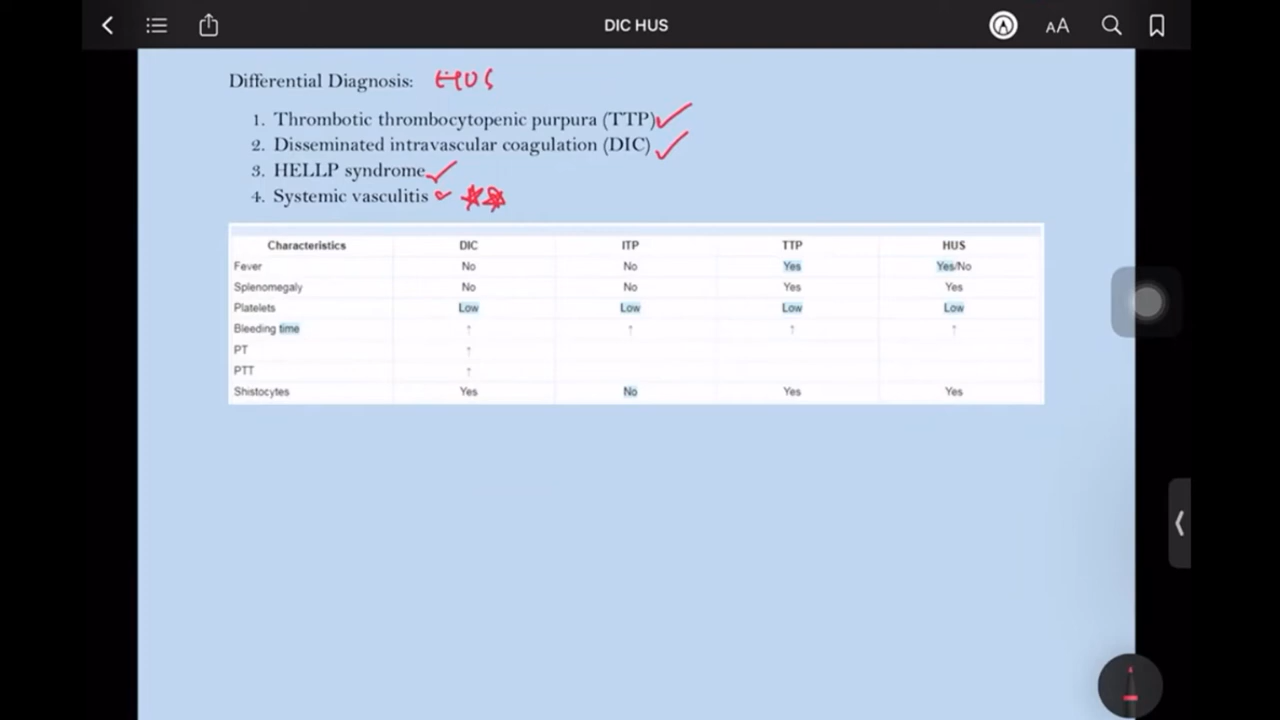 DIC HUS
AA
Differential Diagnosis: HUS
1. Thrombotic thrombocytopenic purpura (TTP)
2. Disseminated intravascular coagulation (DIC)
3. HELLP syndrome
4. Systemic vasculitis
Characteristics DIC ITP TTP HUS
Fever No No Yes Yes/No
Splenomegaly No No Yes Yes
Platelets Low Low Low Low
Bleeding time ↑ ↑ ↑ ↑
PT ↑
PTT ↑
Shistocytes Yes No Yes Yes